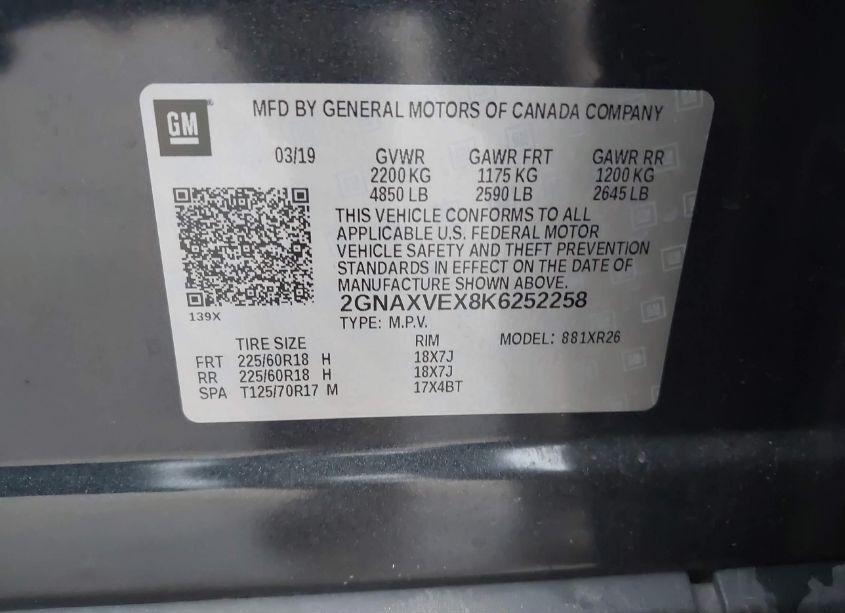 GM
MFD BY GENERAL MOTORS OF CANADA COMPANY
03/19 GVWR GAWR FRT GAWR RR
2200 KG 1175 KG 1200 KG
4850 LB 2590 LB 2645 LB
THIS VEHICLE CONFORMS TO ALL
APPLICABLE U.S. FEDERAL MOTOR
VEHICLE SAFETY AND THEFT PREVENTION
STANDARDS IN EFFECT ON THE DATE OF
MANUFACTURE SHOWN ABOVE.
2GNAXVEX8K6252258
139X
TYPE: M.P.V. MODEL: 881XR26
TIRE SIZE RIM
FRT 225/60R18 H 18X7J
RR 225/60R18 H 18X7J
SPA T125/70R17 M 17X4BT